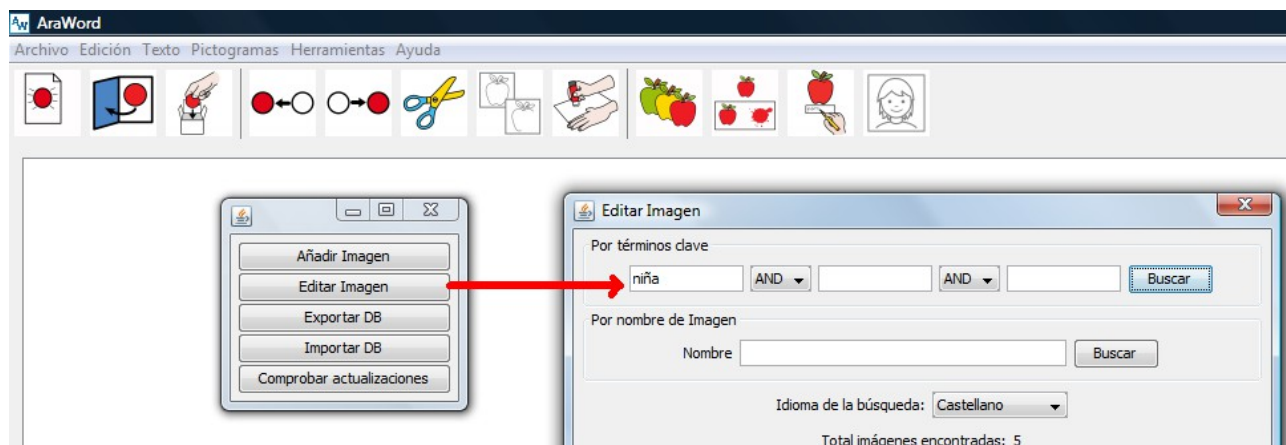 AW AraWord
Archivo Edición Texto Pictogramas Herramientas Ayuda
Añadir Imagen
Editar Imagen
Exportar DB
Importar DB
Comprobar actualizaciones
Editar Imagen
Por términos clave
niña AND AND Buscar
Por nombre de Imagen
Nombre Buscar
Idioma de la búsqueda: Castellano
Total imágenes encontradas: 5